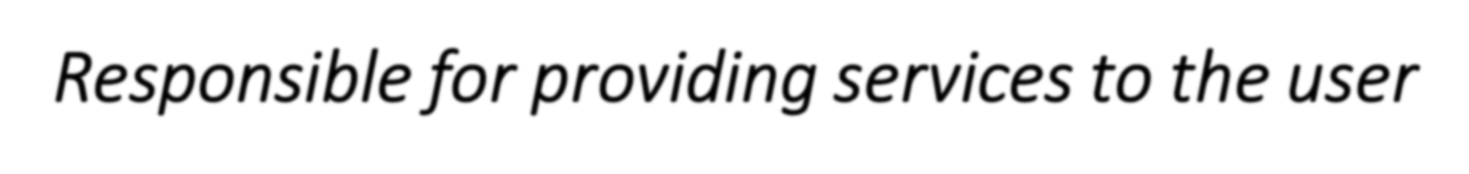 Responsible for providing services to the user